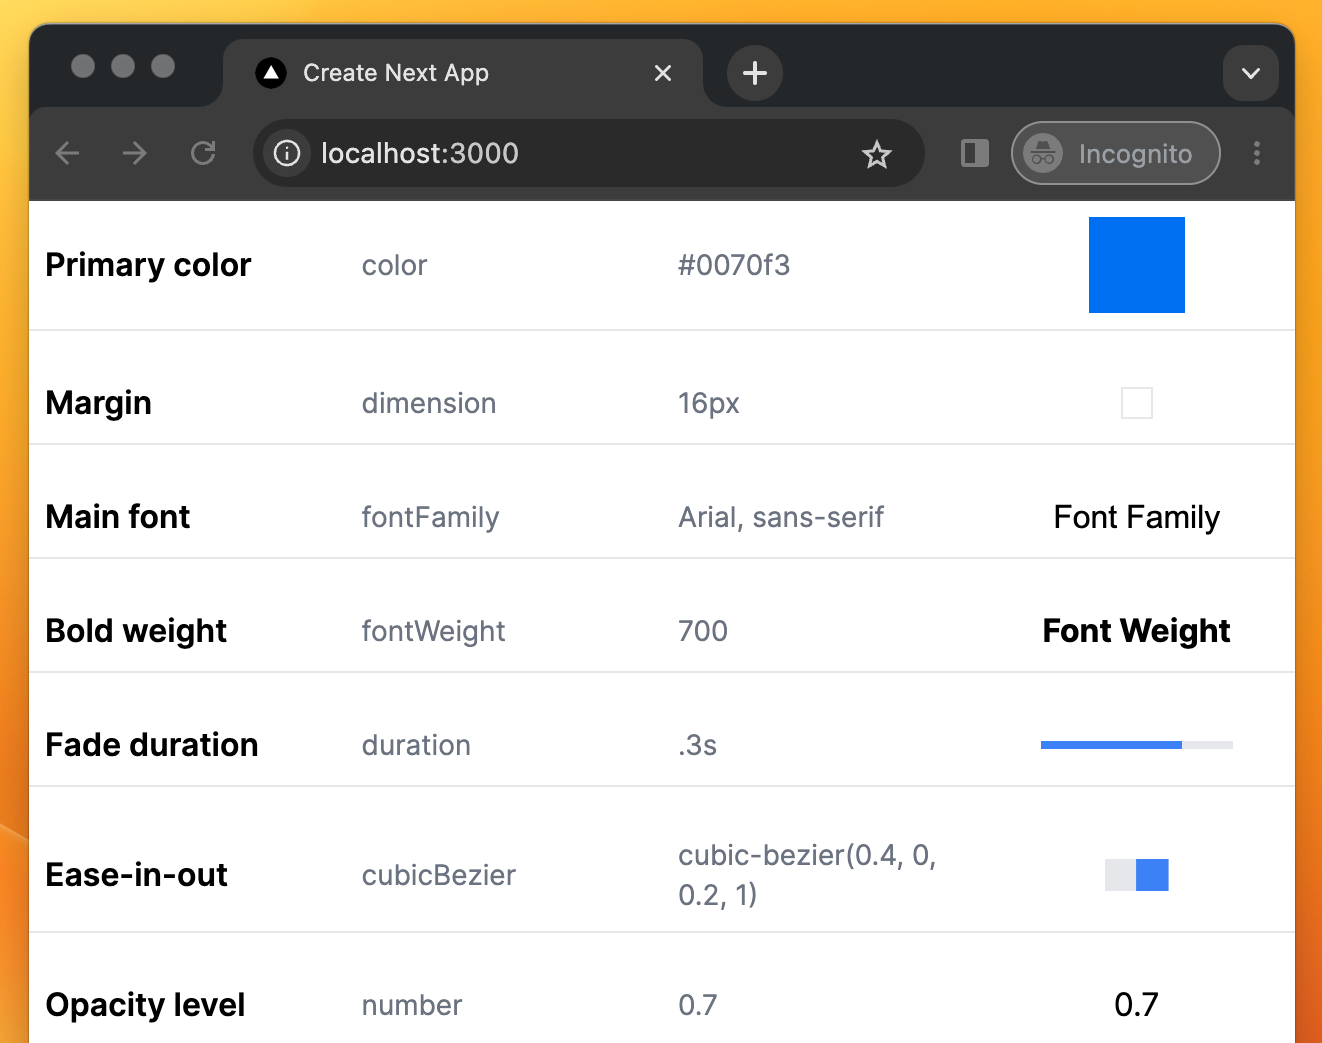 Create Next App
localhost:3000
Incognito
Primary color color #0070f3
Margin dimension 16px
Main font fontFamily Arial, sans-serif Font Family
Bold weight fontWeight 700 Font Weight
Fade duration duration .3s
Ease-in-out cubicBezier cubic-bezier(0.4, 0,
0.2, 1)
Opacity level number 0.7 0.7